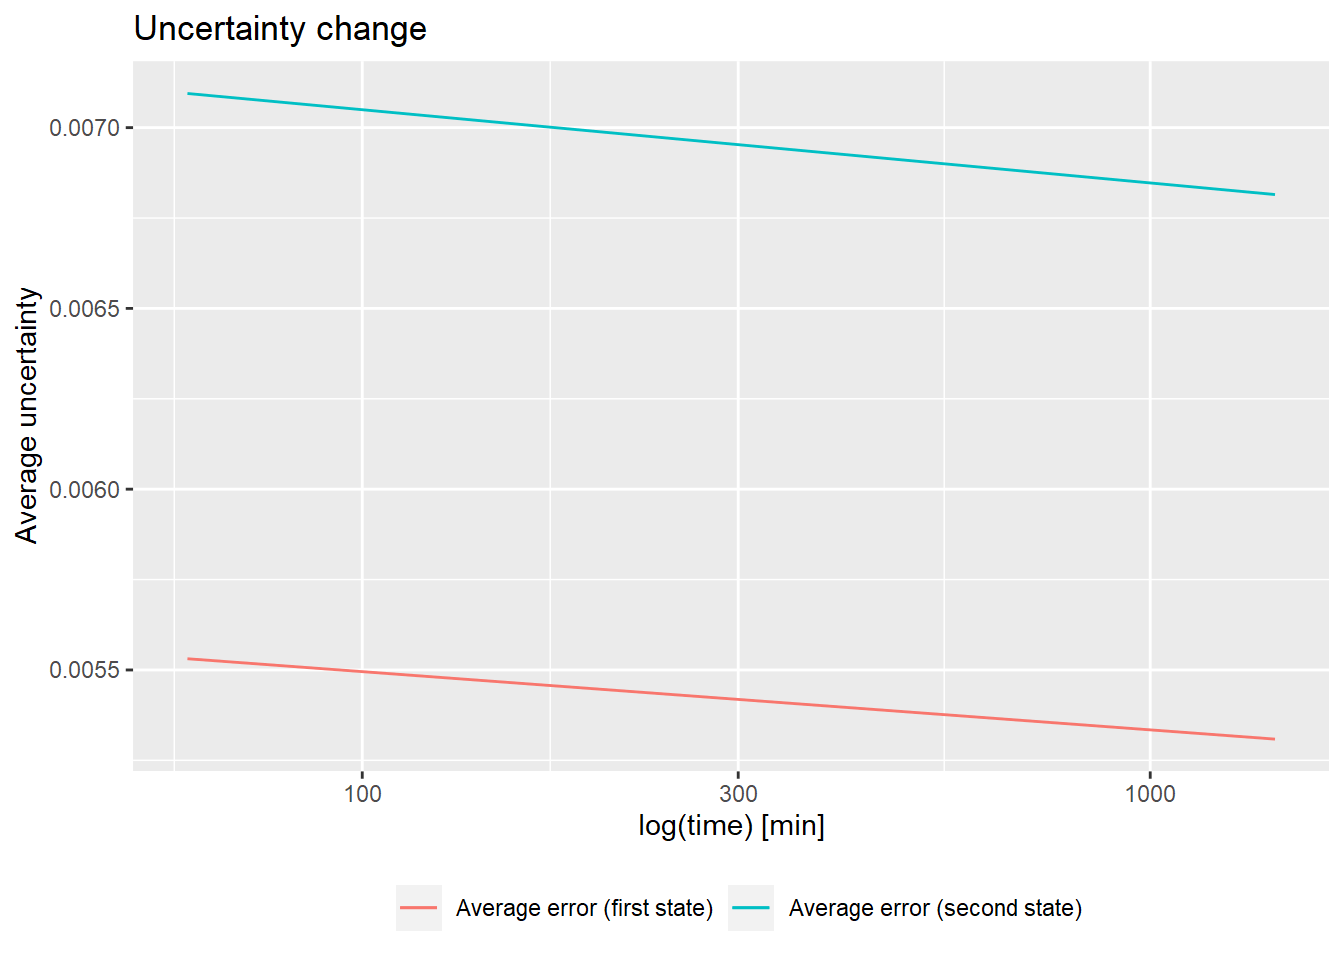 Uncertainty change
Average uncertainty
0.0070
0.0065
0.0060
0.0055
100 300 1000
log(time) [min]
Average error (first state) Average error (second state)